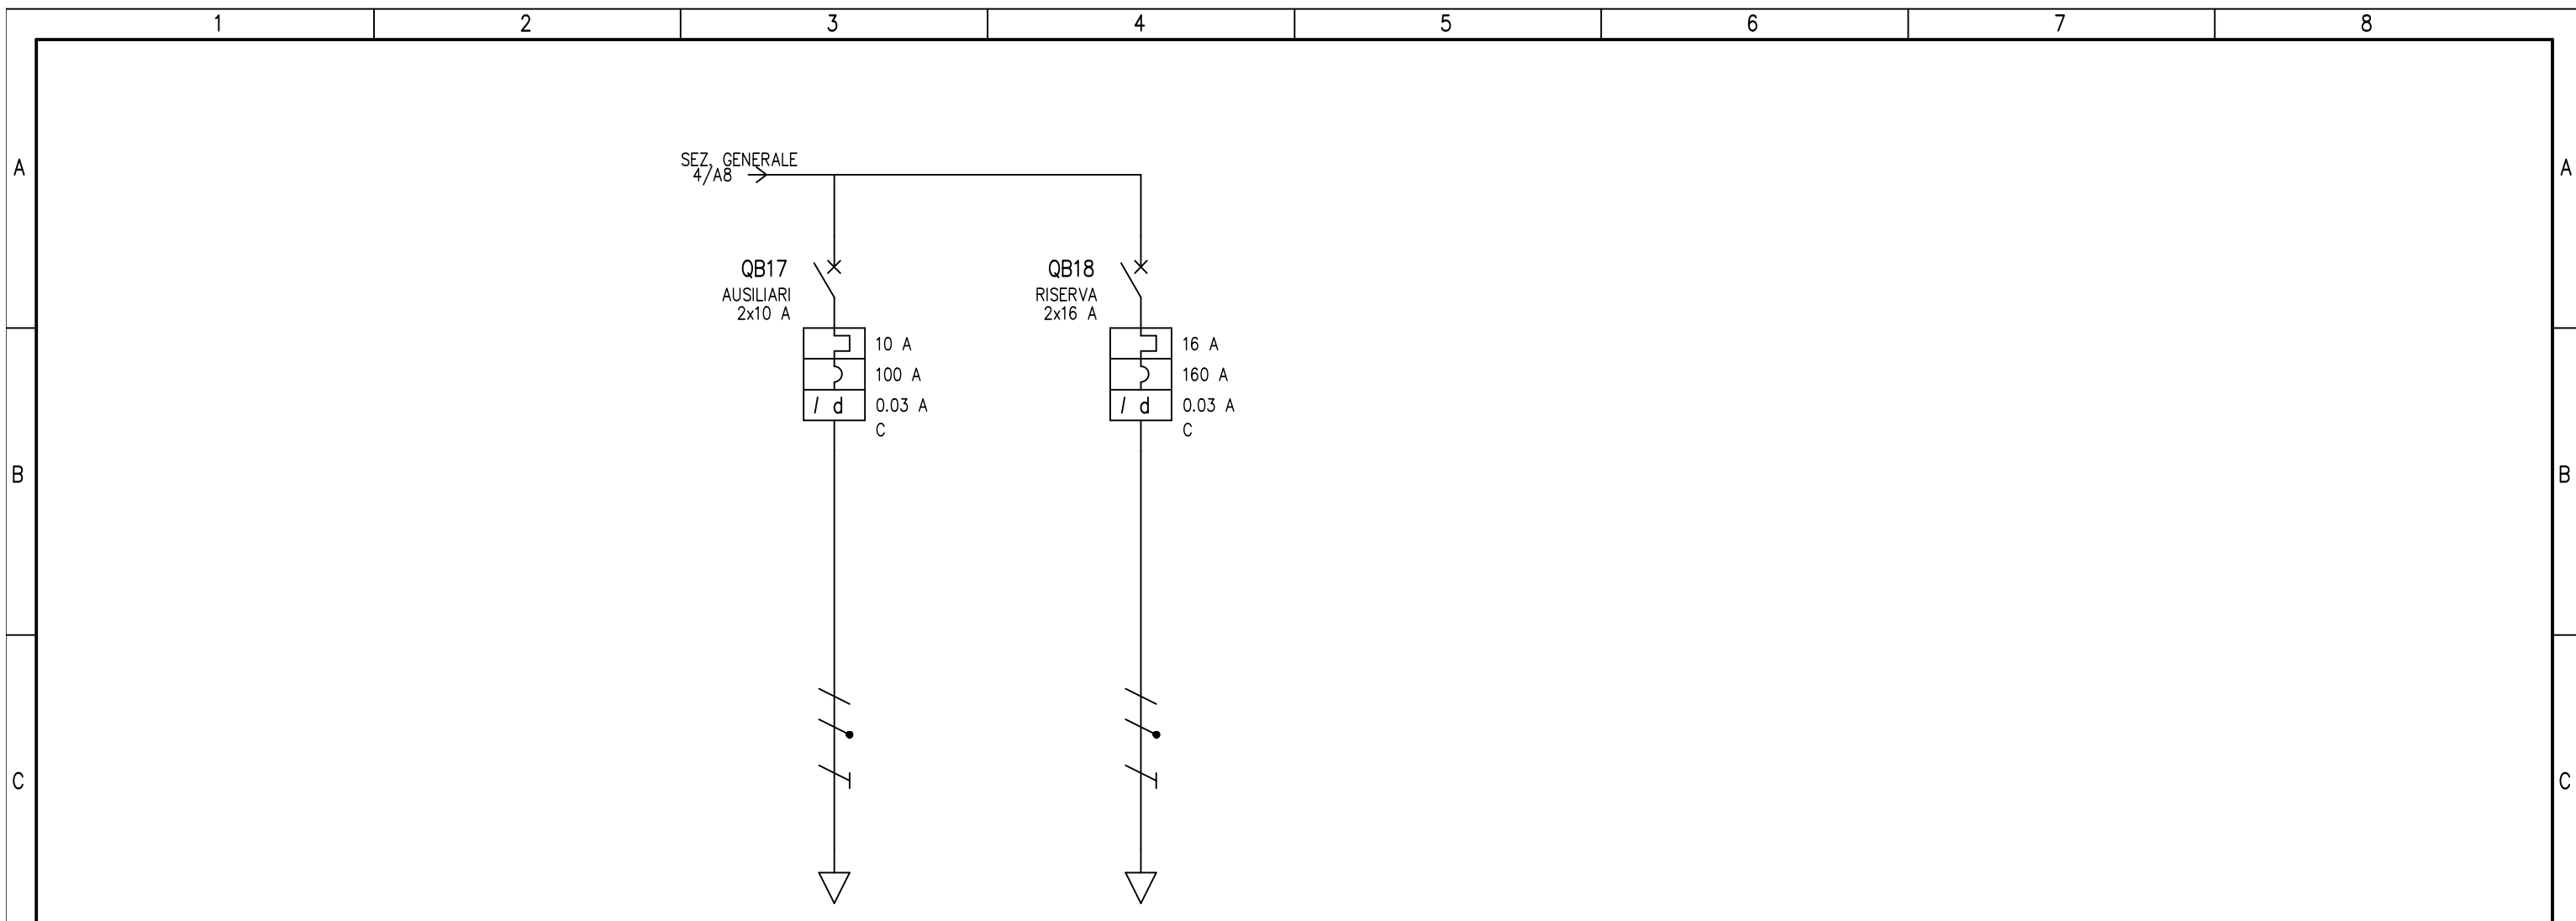 1 2 3 4 5 6 7 8
A A
SEZ. GENERALE
4/A8
QB17 QB18
AUSILIARI RISERVA
2x10 A 2x16 A
10 A 16 A
100 A 160 A
I d 0.03 A I d 0.03 A
C C
B B
C C